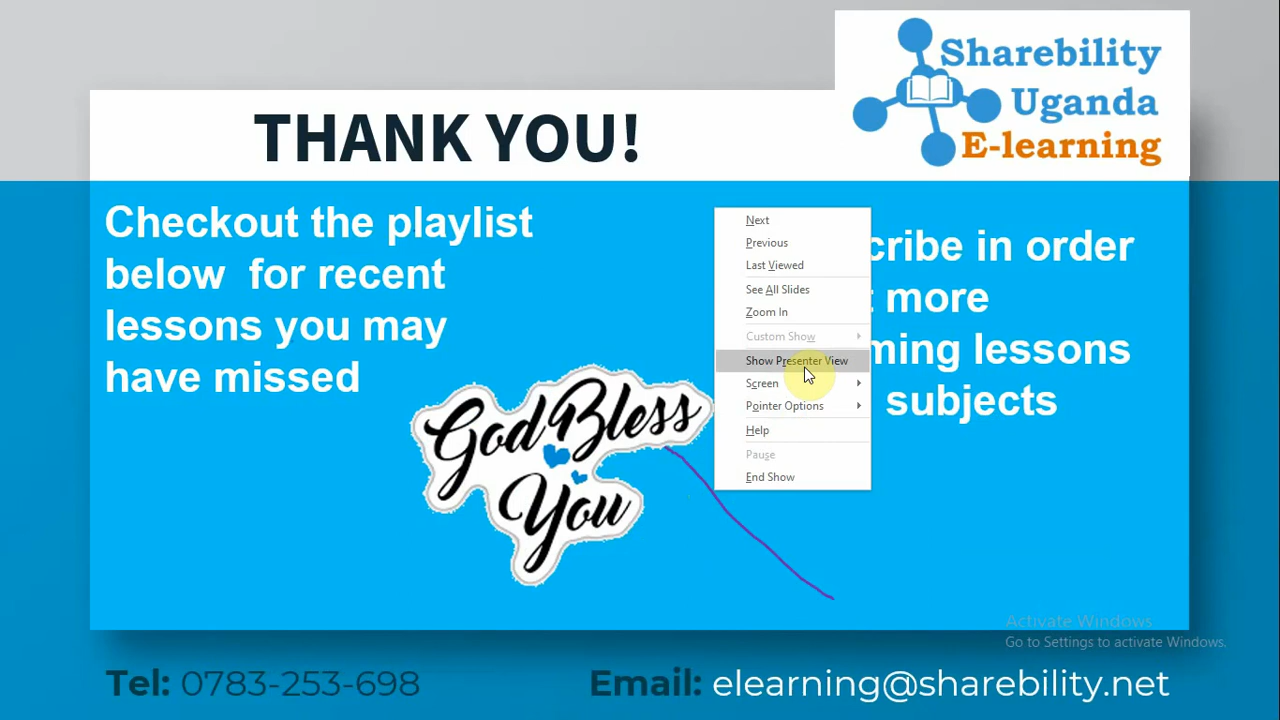 Sharebility
Uganda
E-learning
THANK YOU!
Checkout the playlist
below for recent
lessons you may
have missed
God Bless
You
Next
Previous
Last Viewed
See All Slides
Zoom In
Custom Show
Show Presenter View
Screen
Pointer Options
Help
Pause
End Show
cribe in order
more
ming lessons
subjects
Activate Windows
Go to Settings to activate Windows.
Tel: 0783-253-698
Email: elearning@sharebility.net